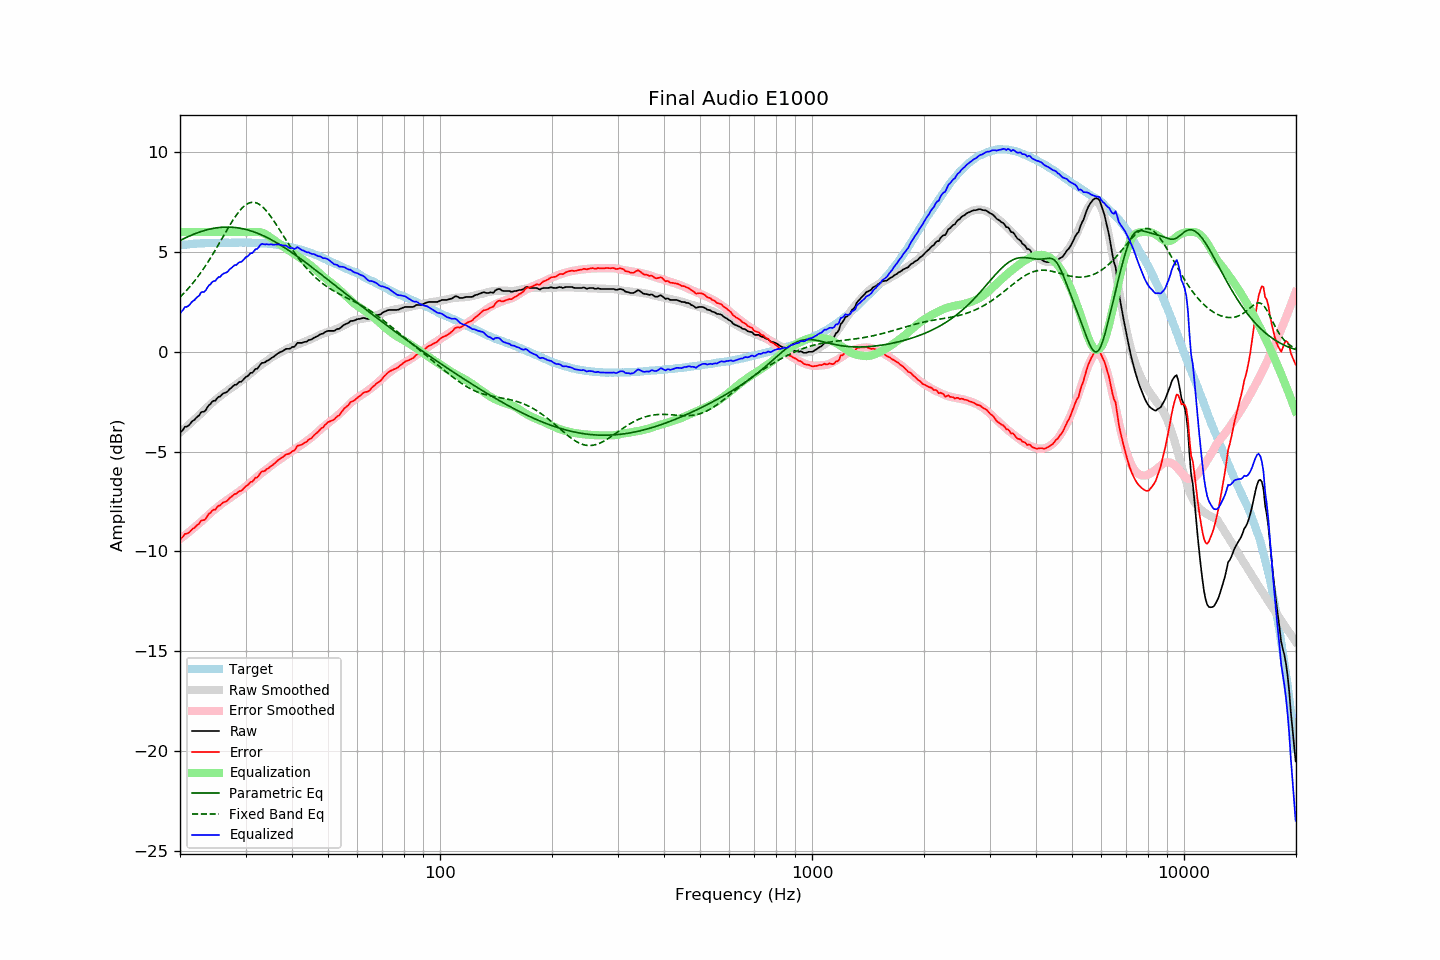 Final Audio E1000
Amplitude (dBr)
10
5
0
−5
−10
−15
−20
−25
Target
Raw Smoothed
Error Smoothed
Raw
Error
Equalization
Parametric Eq
Fixed Band Eq
Equalized
100
1000
10000
Frequency (Hz)